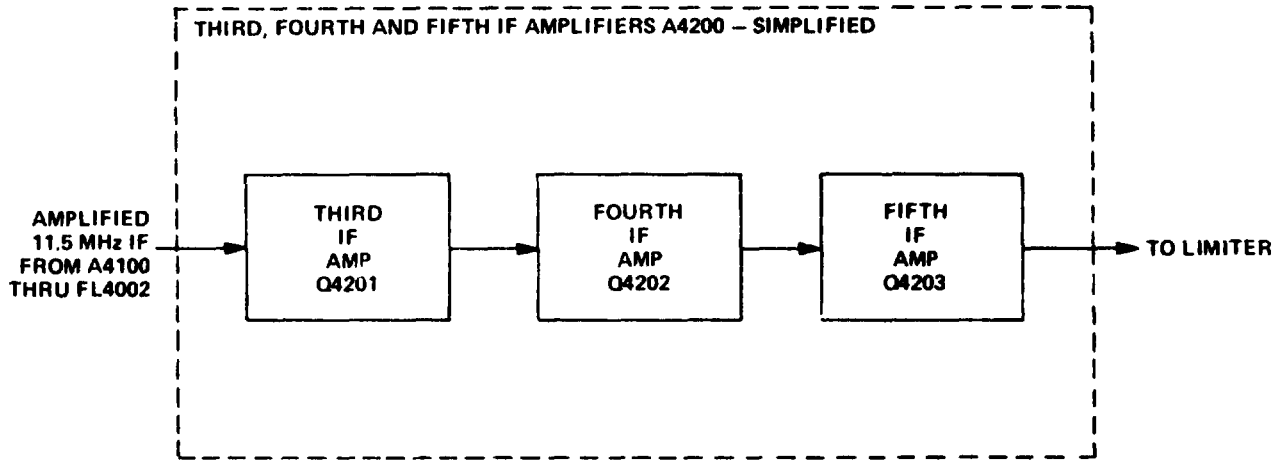 THIRD, FOURTH AND FIFTH IF AMPLIFIERS A4200 – SIMPLIFIED
AMPLIFIED
11.5 MHz IF
FROM A4100
THRU FL4002
THIRD
IF
AMP
Q4201
FOURTH
IF
AMP
Q4202
FIFTH
IF
AMP
Q4203
TO LIMITER